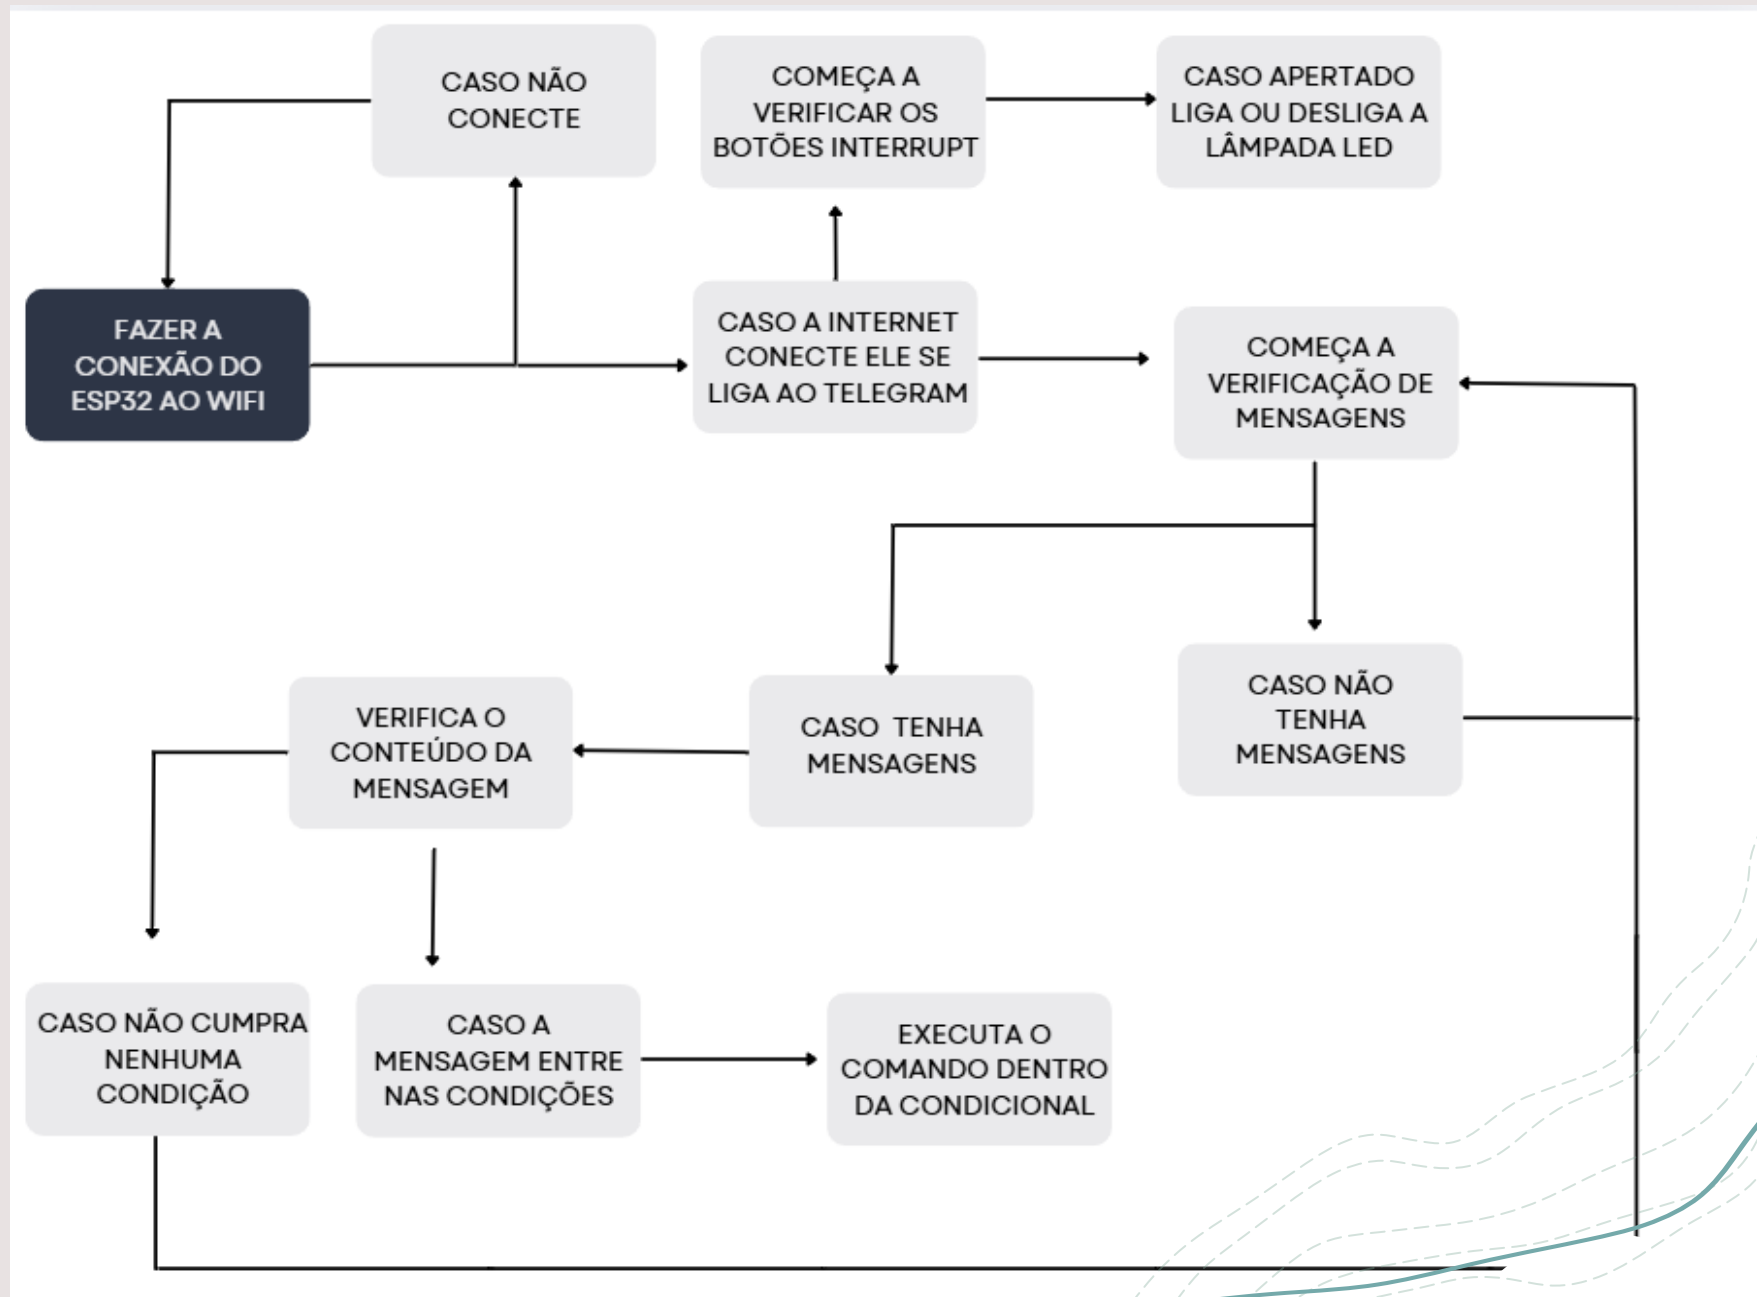 CASO NÃO
CONECTE
COMEÇA A
VERIFICAR OS
BOTÕES INTERRUPT
CASO APERTADO
LIGA OU DESLIGA A
LÂMPADA LED
FAZER A
CONEXÃO DO
ESP32 AO WIFI
CASO A INTERNET
CONECTE ELE SE
LIGA AO TELEGRAM
COMEÇA A
VERIFICAÇÃO DE
MENSAGENS
VERIFICA O
CONTEÚDO DA
MENSAGEM
CASO  TENHA
MENSAGENS
CASO NÃO
TENHA
MENSAGENS
CASO NÃO CUMPRA
NENHUMA
CONDIÇÃO
CASO A
MENSAGEM ENTRE
NAS CONDIÇÕES
EXECUTA O
COMANDO DENTRO
DA CONDICIONAL